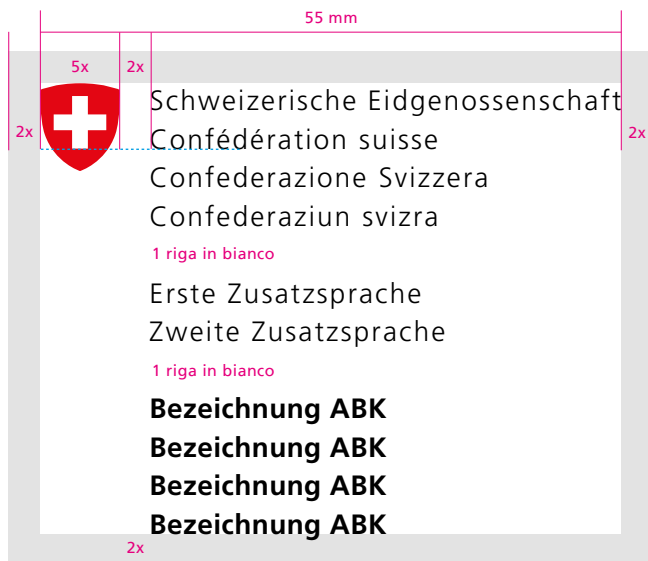 55 mm
5x 2x
Schweizerische Eidgenossenschaft
2x Confédération suisse 2x
Confederazione Svizzera
Confederaziun svizra
1 riga in bianco
Erste Zusatzsprache
Zweite Zusatzsprache
1 riga in bianco
Bezeichnung ABK
Bezeichnung ABK
Bezeichnung ABK
Bezeichnung ABK
2x